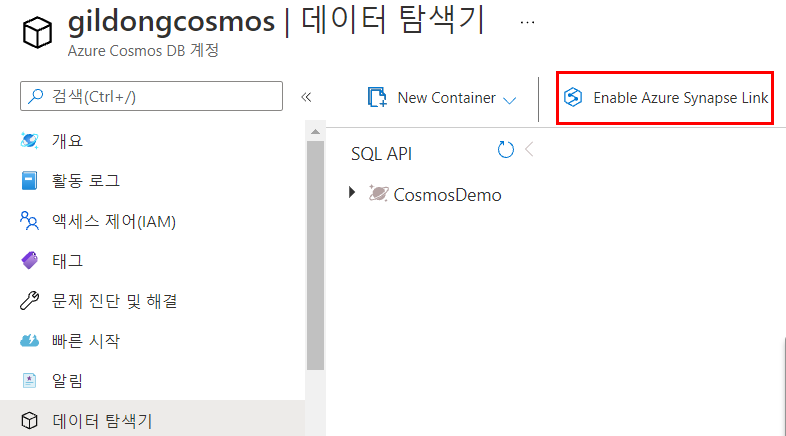 gildongcosmos | 데이터 탐색기 ...
Azure Cosmos DB 계정
검색(Ctrl+/)
«
New Container
Enable Azure Synapse Link
개요
활동 로그
액세스 제어(IAM)
태그
문제 진단 및 해결
빠른 시작
알림
데이터 탐색기
SQL API
CosmosDemo